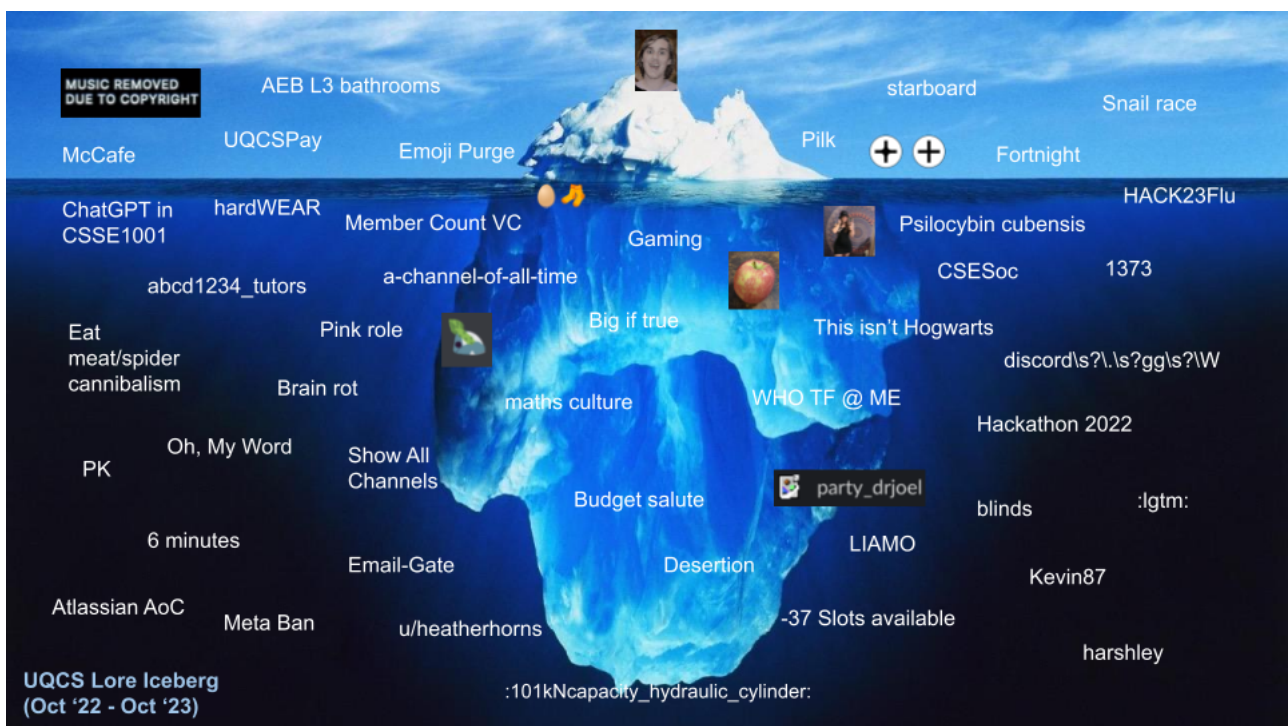 MUSIC REMOVED
DUE TO COPYRIGHT
AEB L3 bathrooms
starboard
Snail race
McCafe
UQCSPay
Emoji Purge
Pilk
Fortnight
ChatGPT in
CSSE1001
hardWEAR
Member Count VC
Gaming
Psilocybin cubensis
HACK23Flu
abcd1234_tutors
a-channel-of-all-time
CSESoc
1373
Eat
meat/spider
cannibalism
Pink role
Big if true
This isn’t Hogwarts
discord\s?\.\s?gg\s?\W
Brain rot
maths culture
WHO TF @ ME
Hackathon 2022
PK
Oh, My Word
Show All
Channels
Budget salute
party_drjoel
blinds
:lgtm:
6 minutes
Email-Gate
Desertion
LIAMO
Kevin87
Atlassian AoC
Meta Ban
u/heatherhorns
-37 Slots available
harshley
UQCS Lore Iceberg
(Oct ‘22 - Oct ‘23)
:101kNcapacity_hydraulic_cylinder: